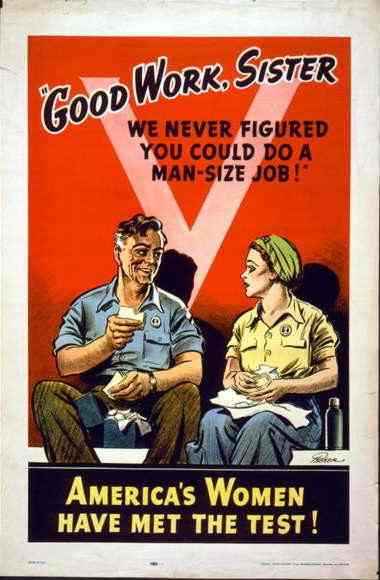 "GOOD WORK, SISTER
WE NEVER FIGURED
YOU COULD DO A
MAN-SIZE JOB!"
AMERICA'S WOMEN
HAVE MET THE TEST!